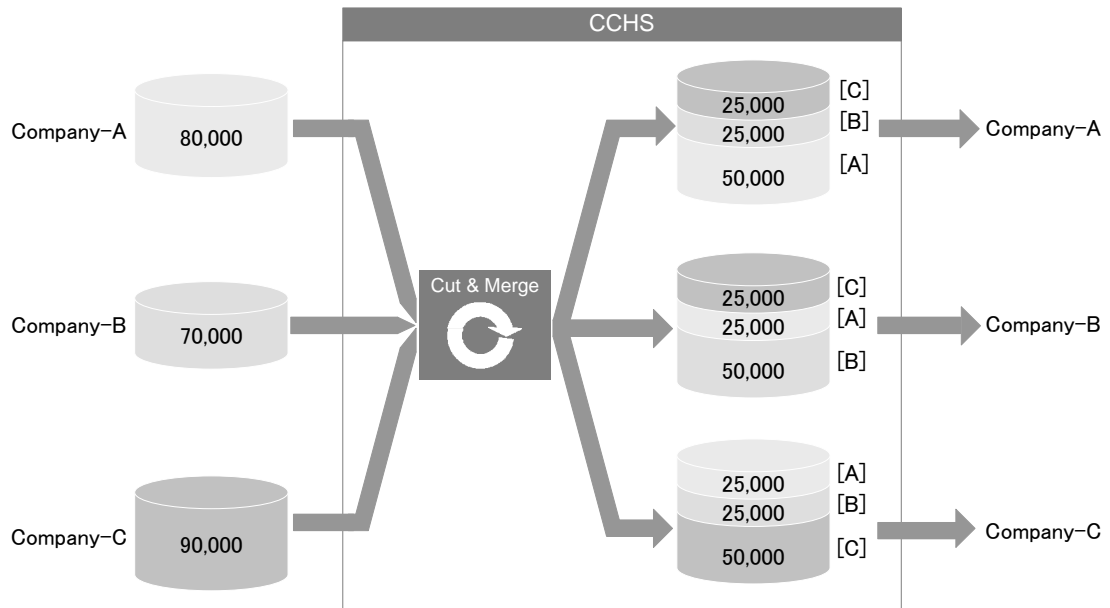 CCHS
Company-A
80,000
25,000
[C]
25,000
[B]
50,000
[A]
Company-A
Company-B
70,000
Cut & Merge
25,000
[C]
25,000
[A]
50,000
[B]
Company-B
Company-C
90,000
25,000
[A]
25,000
[B]
50,000
[C]
Company-C